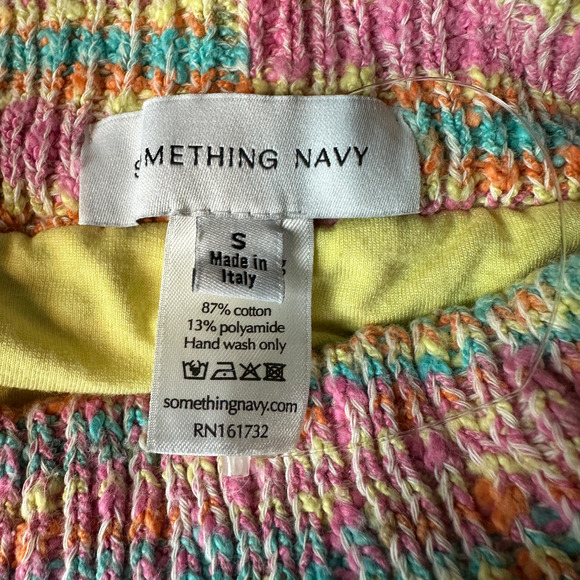 SOMETHING NAVY
S
Made in
Italy
87% cotton
13% polyamide
Hand wash only
somethingnavy.com
RN161732